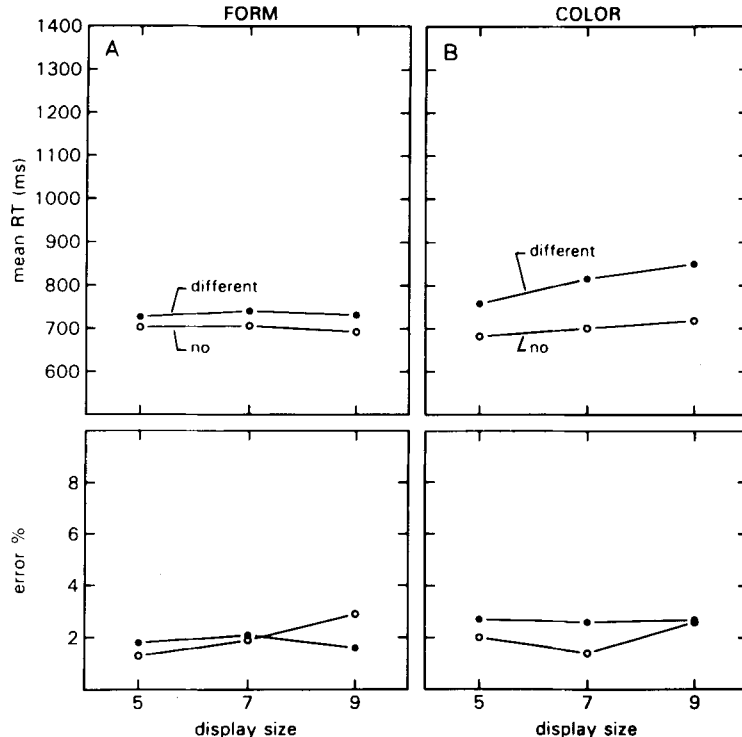 FORM
COLOR
A
B
1400
1300
1200
1100
1000
900
800
700
600
mean RT (ms)
different
no
different
no
8
6
4
2
error %
5 7 9
5 7 9
display size
display size